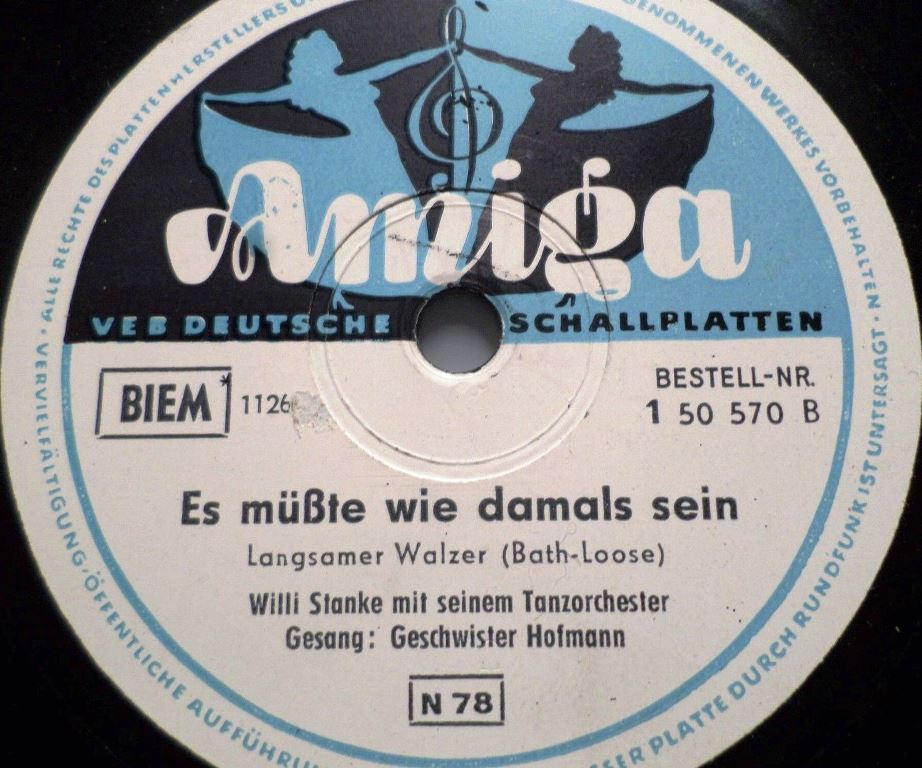 Amiga
VEB DEUTSCHE SCHALLPLATTEN
BIEM* 1126
BESTELL-NR.
1 50 570 B
Es müßte wie damals sein
Langsamer Walzer (Bath-Loose)
Willi Stanke mit seinem Tanzorchester
Gesang: Geschwister Hofmann
N 78
ALLE RECHTE DES PLATTENHERSTELLERS GENOMMENEN WERKES VORBEHALTEN · VERVIELFÄLTIGUNG, ÖFFENTLICHE PLATTE DURCH RUNDFUNK IST UNTERSAGT ·